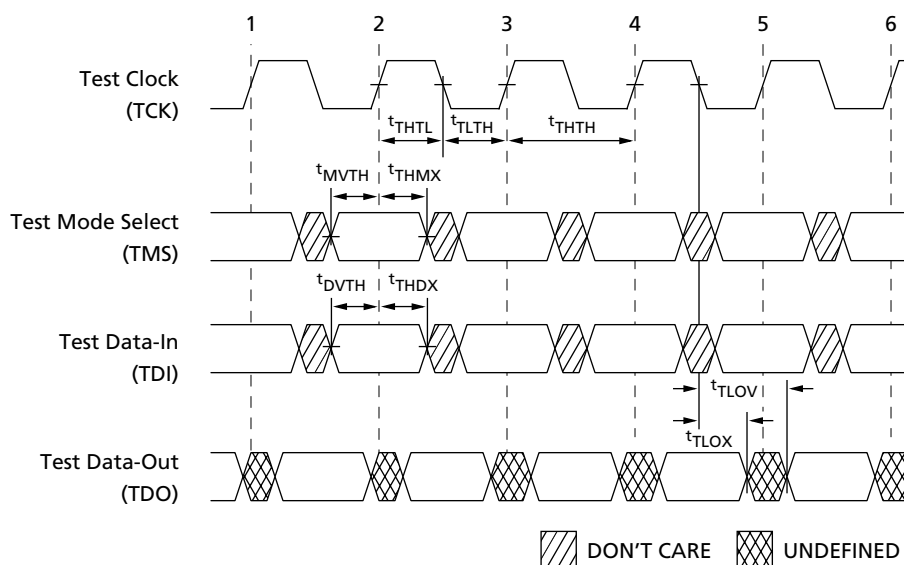 1 2 3 4 5 6
Test Clock
(TCK)
tTHTL tTLTH tTHTH
tMVTH tTHMX
Test Mode Select
(TMS)
tDVTH tTHDX
Test Data-In
(TDI)
tTLOV
tTLOX
Test Data-Out
(TDO)
DON'T CARE UNDEFINED